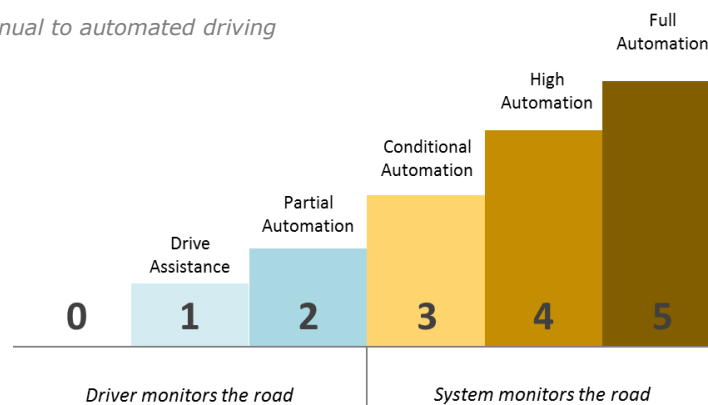 nual to automated driving
Full
Automation
High
Automation
Conditional
Automation
Partial
Automation
Drive
Assistance
0 1 2 3 4 5
Driver monitors the road System monitors the road